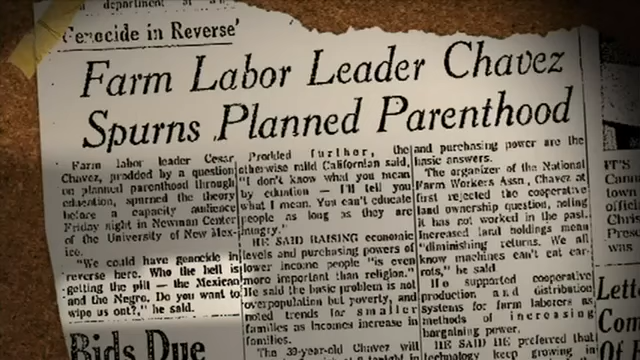 department at
'Genocide in Reverse'
Farm Labor Leader Chavez
Spurns Planned Parenthood
Farm labor leader Cesar
Chavez, prodded by a question
on planned parenthood through
education, spurned the theory
before a capacity audience
Friday night in Newman Center
of the University of New Mex-
ico.
"We could have genocide in
reverse here. Who the hell is
getting the pill — the Mexican
and the Negro. Do you want to
wipe us out?," he said.
Bids Due
Prodded further, the
otherwise mild Californian said,
"I don't know what you mean
by eduation — I'll tell you
what I mean. You can't educate
people as long as they are
hungry."
HE SAID RAISING economic
levels and purchasing powers of
lower income people "is even
more important than religion."
He said the basic problem is not
overpopulation but poverty, and
noted trends for smaller
families as incomes increase in
families.
The 39-year-old Chavez will
and purchasing power are the
basic answers.
The organizer of the National
Farm Workers Assn, Chavez at
first rejected the cooperative
land ownership question, noting
it has not worked in the past.
Increased land holdings mean
"diminishing returns. We all
know machines can't eat car-
rots," he said.
He supported cooperative
production and distribution
systems for farm laborers as
methods of increasing
bargaining power.
HE SAID HE preferred that
technology keep growing in
IT'S
town
offici
Chris
was
Lett
Com
Of